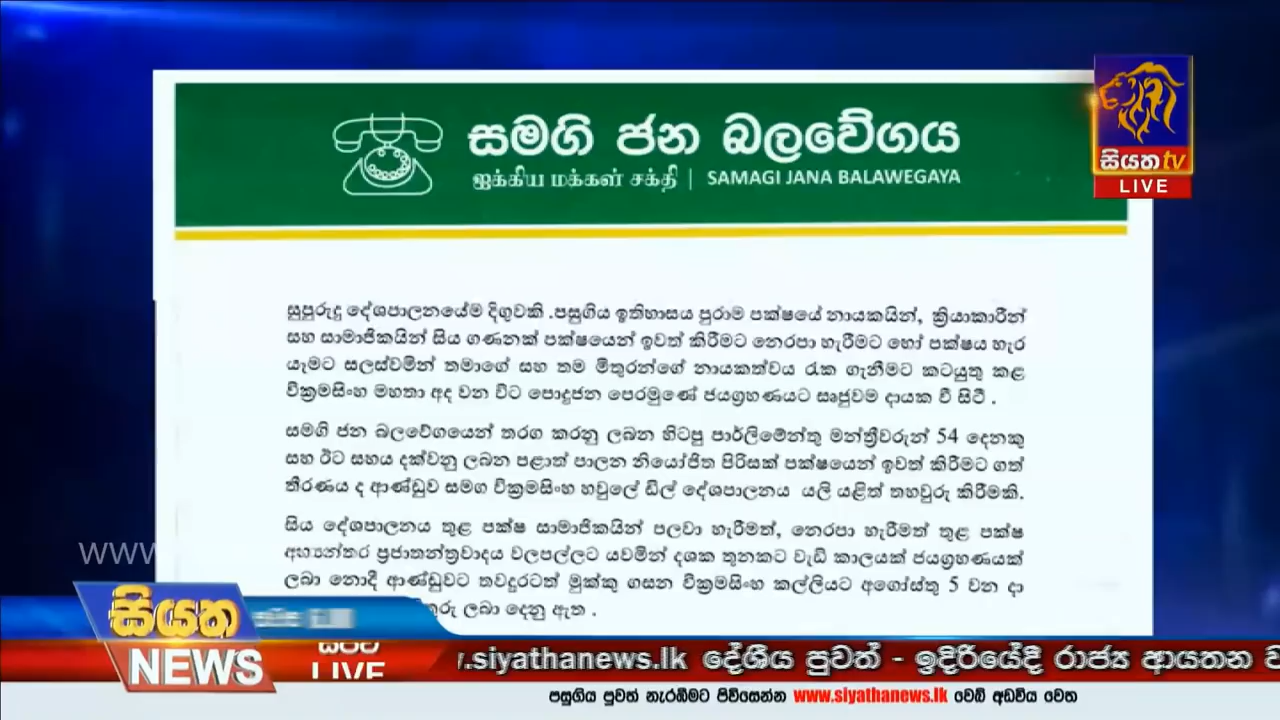 සමගි ජන බලවේගය
ஐக்கிய மக்கள் சக்தி | SAMAGI JANA BALAWEGAYA
සියත tv
LIVE
සුපුරුදු දේශපාලනයේම දිගුවකි .පසුගිය ඉතිහාසය පුරාම පක්ෂයේ නායකයින්, ක්‍රියාකාරීන්
සහ සාමාජිකයින් සිය ගණනක් පක්ෂයෙන් ඉවත් කිරීමට නෙරපා හැරීමට හෝ පක්ෂය හැර
යෑමට සලස්වමින් තමාගේ සහ තම මිතුරන්ගේ නායකත්වය රැක ගැනීමට කටයුතු කළ
වික්‍රමසිංහ මහතා අද වන විට පොදුජන පෙරමුණේ ජයග්‍රහණයට සෘජුවම දායක වී සිටී .
සමගි ජන බලවේගයෙන් තරග කරනු ලබන හිටපු පාර්ලිමේන්තු මන්ත්‍රීවරුන් 54 දෙනකු
සහ ඊට සහය දක්වනු ලබන පළාත් පාලන නියෝජිත පිරිසක් පක්ෂයෙන් ඉවත් කිරීමට ගත්
තීරණය ද ආණ්ඩුව සමග වික්‍රමසිංහ හවුලේ ඩීල් දේශපාලනය යලි යළිත් තහවුරු කිරීමකි.
සිය දේශපාලනය තුළ පක්ෂ සාමාජිකයින් පලවා හැරීමත්, නෙරපා හැරීමත් තුළ පක්ෂ
අභ්‍යන්තර ප්‍රජාතන්ත්‍රවාදය වලපල්ලට යවමින් දශක තුනකට වැඩි කාලයක් ජයග්‍රහණයක්
ලබා නොදී ආණ්ඩුවට තවදුරටත් මුක්කු ගසන වික්‍රමසිංහ කල්ලියට අගෝස්තු 5 වන දා
ලබා දෙනු ඇත .
www.
සියත
NEWS
LIVE
.siyathanews.lk දේශීය පුවත් - ඉදිරියේදී රාජ්‍ය ආයතන
පසුගිය පුවත් නැරඹීමට පිවිසෙන්න www.siyathanews.lk වෙබ් අඩවිය වෙත